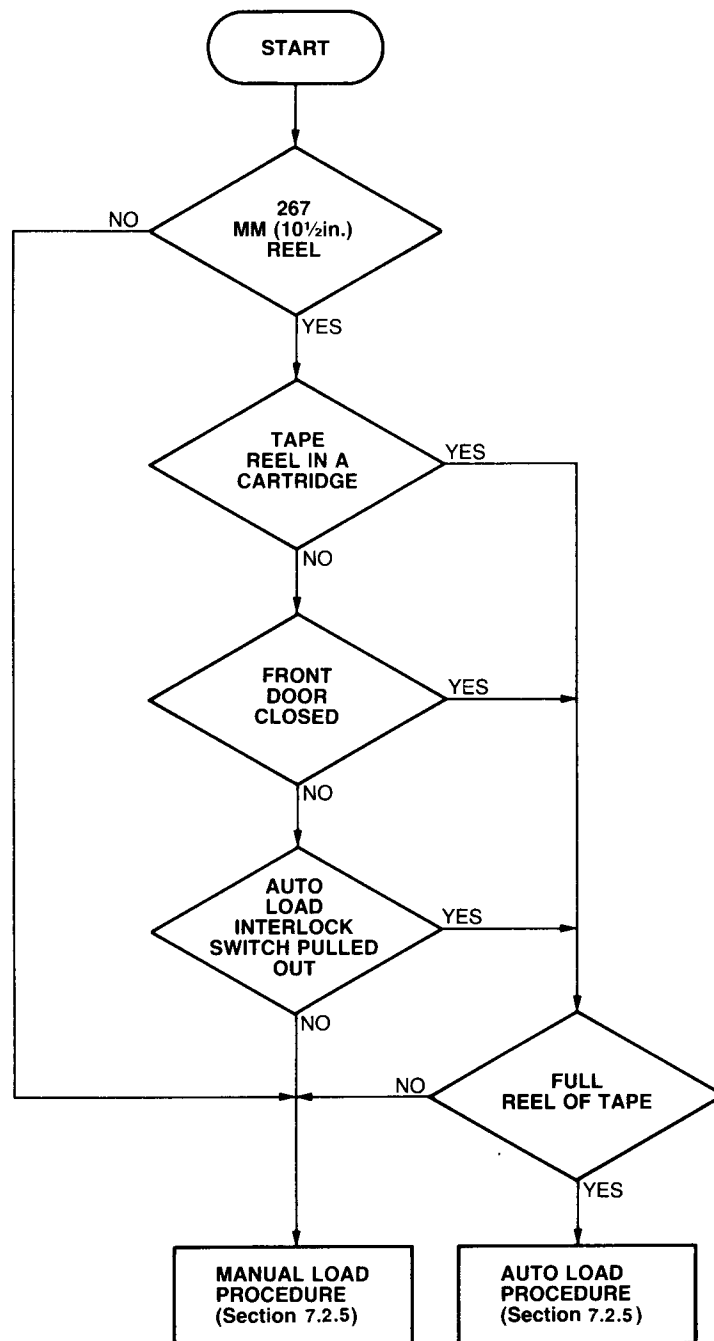 START
NO
267
MM (10½in.)
REEL
YES
TAPE
REEL IN A
CARTRIDGE
YES
NO
FRONT
DOOR
CLOSED
YES
NO
AUTO
LOAD
INTERLOCK
SWITCH PULLED
OUT
YES
NO
NO
FULL
REEL OF TAPE
YES
MANUAL LOAD
PROCEDURE
(Section 7.2.5)
AUTO LOAD
PROCEDURE
(Section 7.2.5)